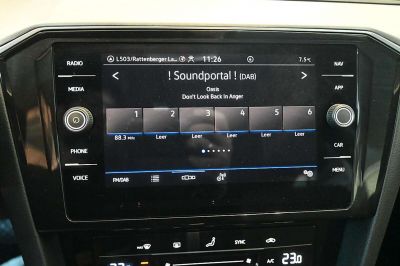 RADIO
L503/Rattenberger La...
11:26
7.5°C
NAV
! Soundportal ! (DAB)
MEDIA
Oasis
APP
Don't Look Back In Anger
1 2 3 4 5 6
88.3 MHz Leer Leer Leer Leer Leer
PHONE
CAR
VOICE
FM/DAB
MENU
SYNC
A/C
23.0